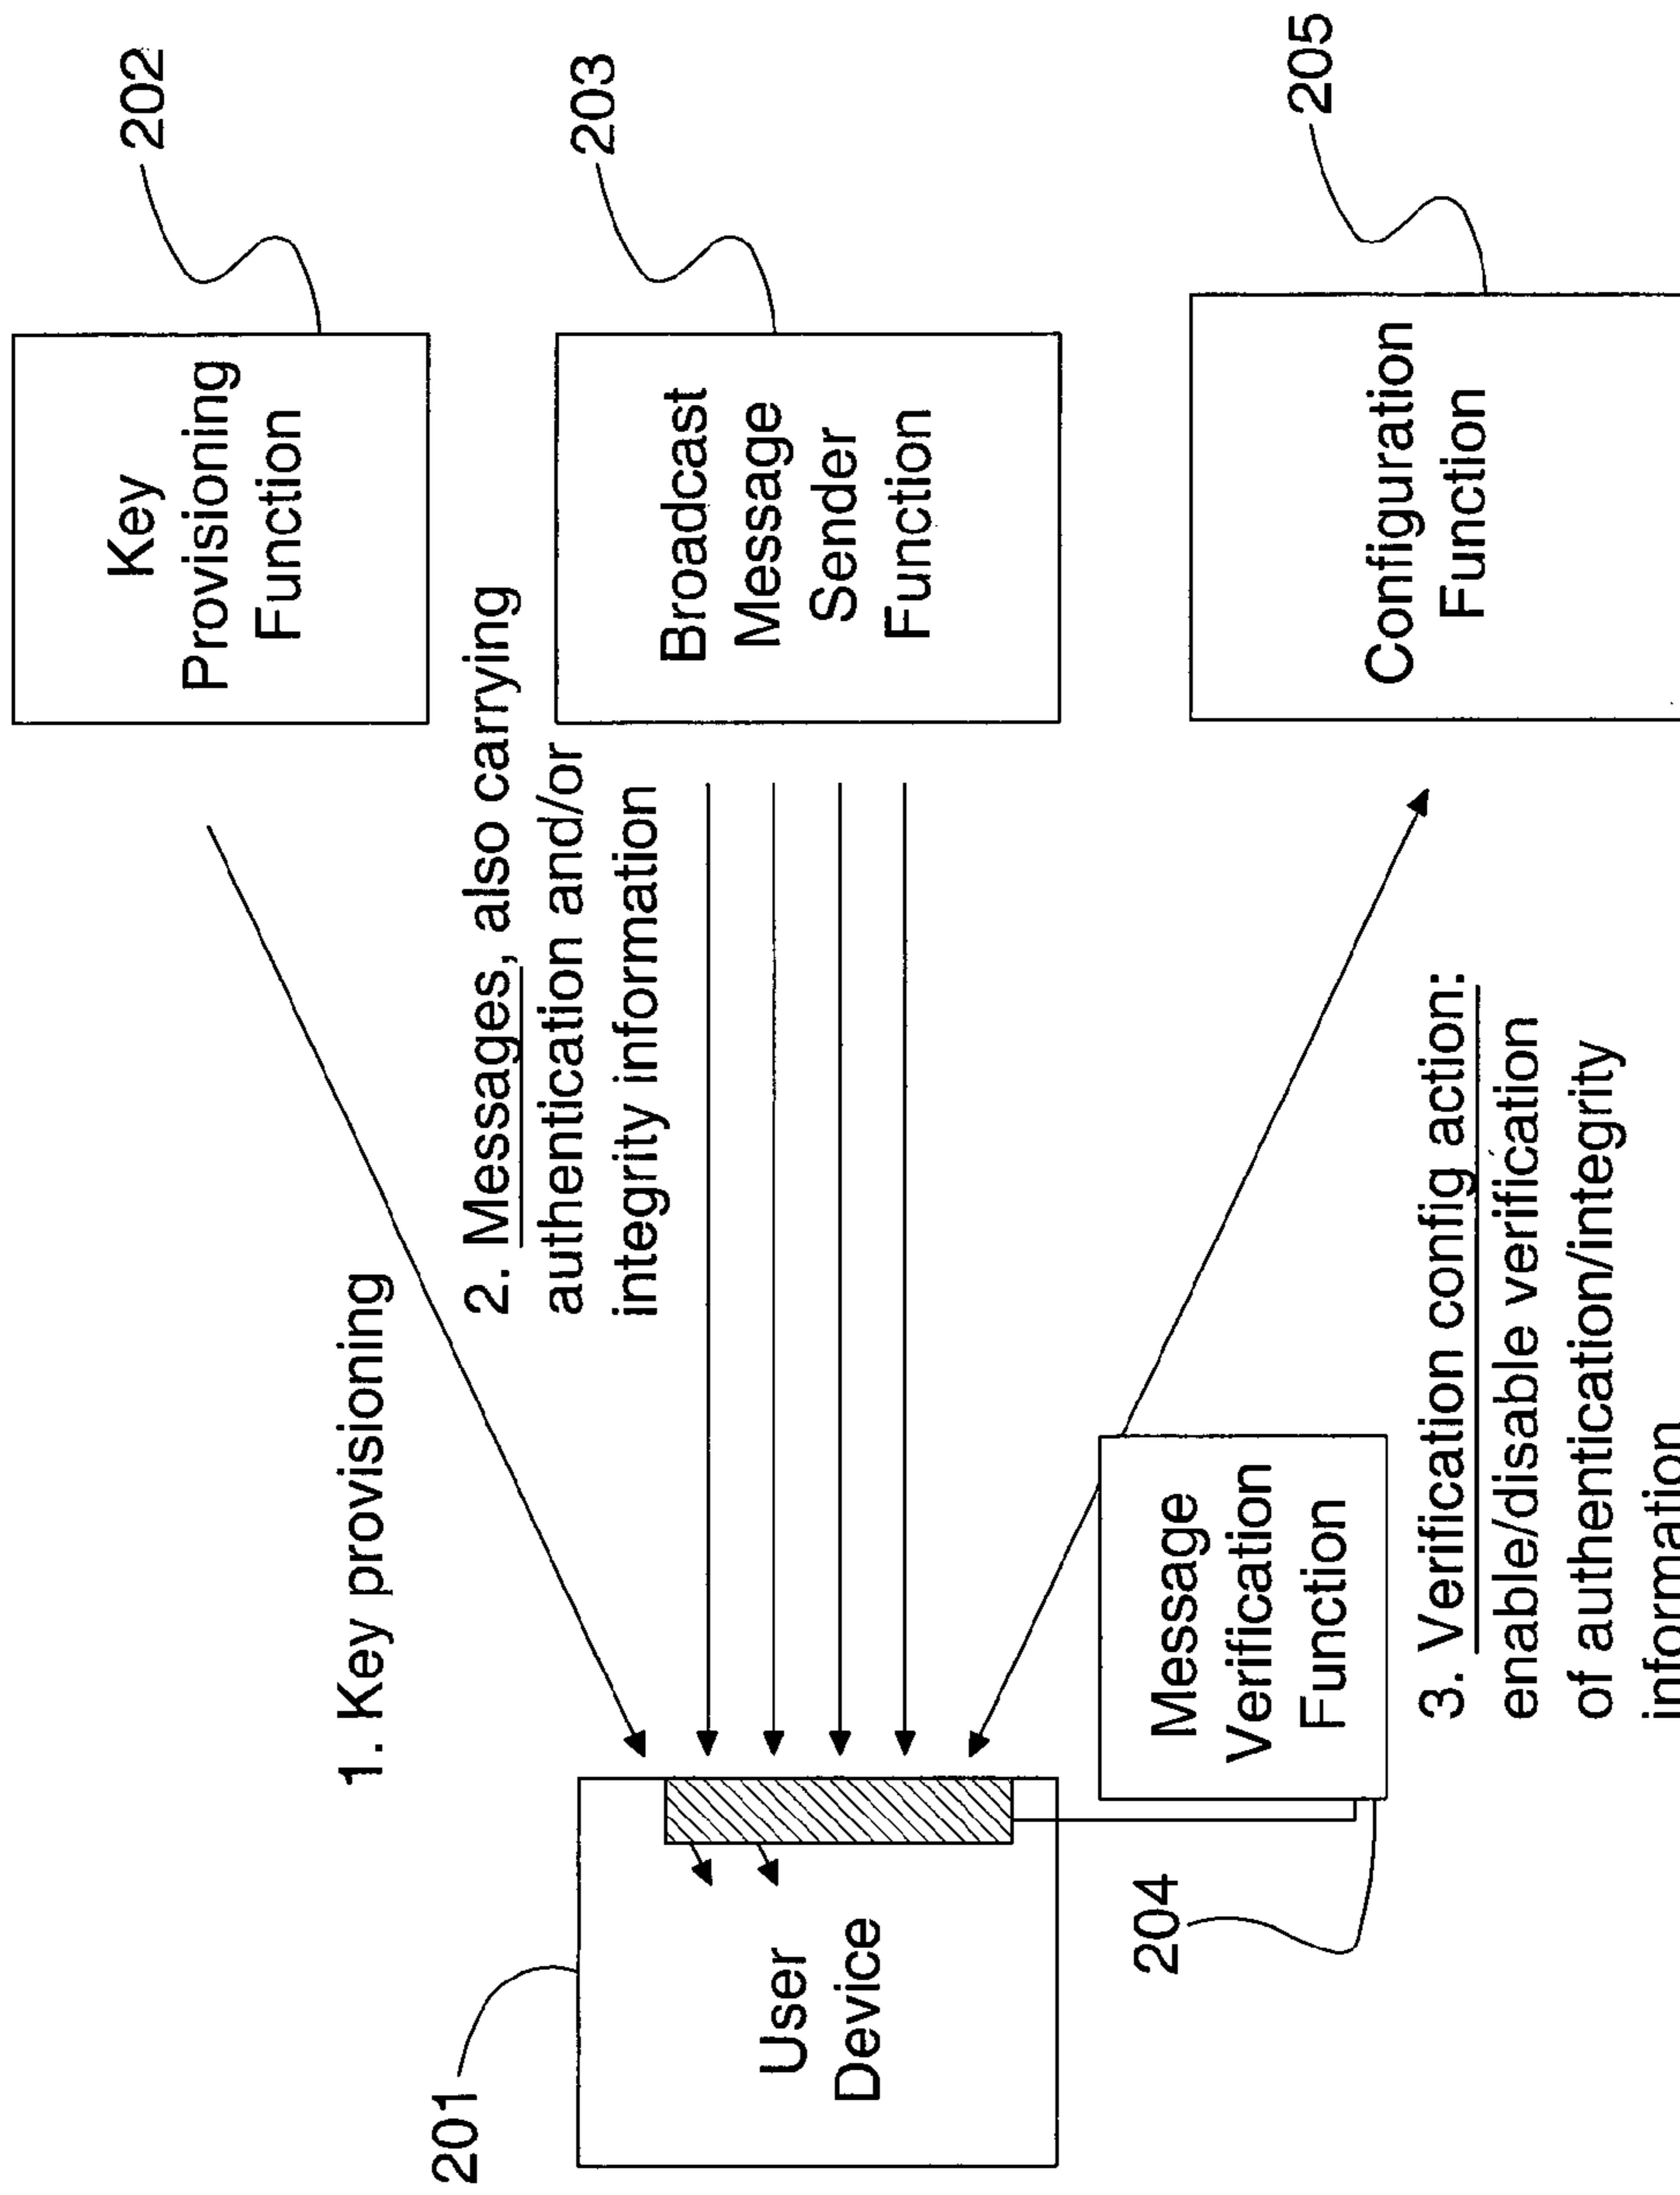 202
Key
Provisioning
Function
1. Key provisioning
203
Broadcast
Message
Sender
Function
2. Messages, also carrying
authentication and/or
integrity information
201
User
Device
204
Message
Verification
Function
205
Configuration
Function
3. Verification config action:
enable/disable verification
of authentication/integrity
information